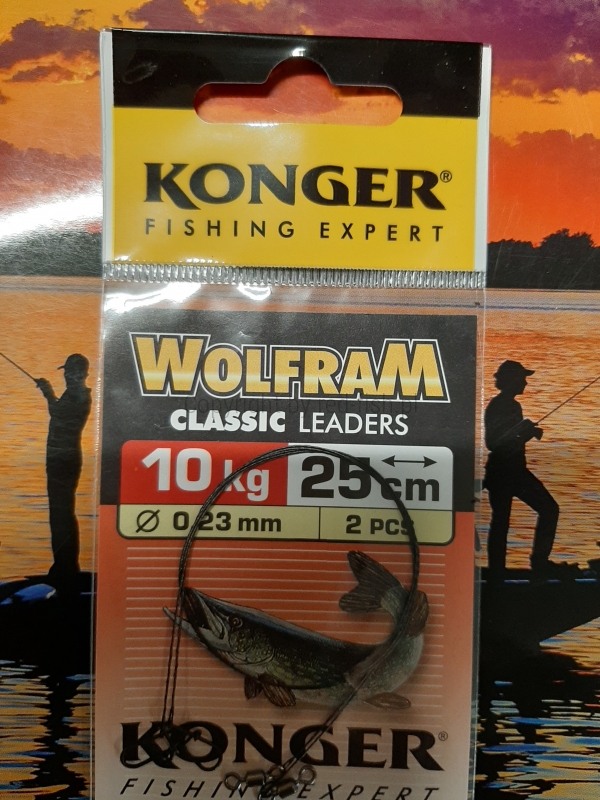 KONGER®
FISHING EXPERT
WOLFRAM
CLASSIC LEADERS
10 kg 25 cm
Ø 0,23 mm 2 PCS
KONGER®
FISHING EXPERT